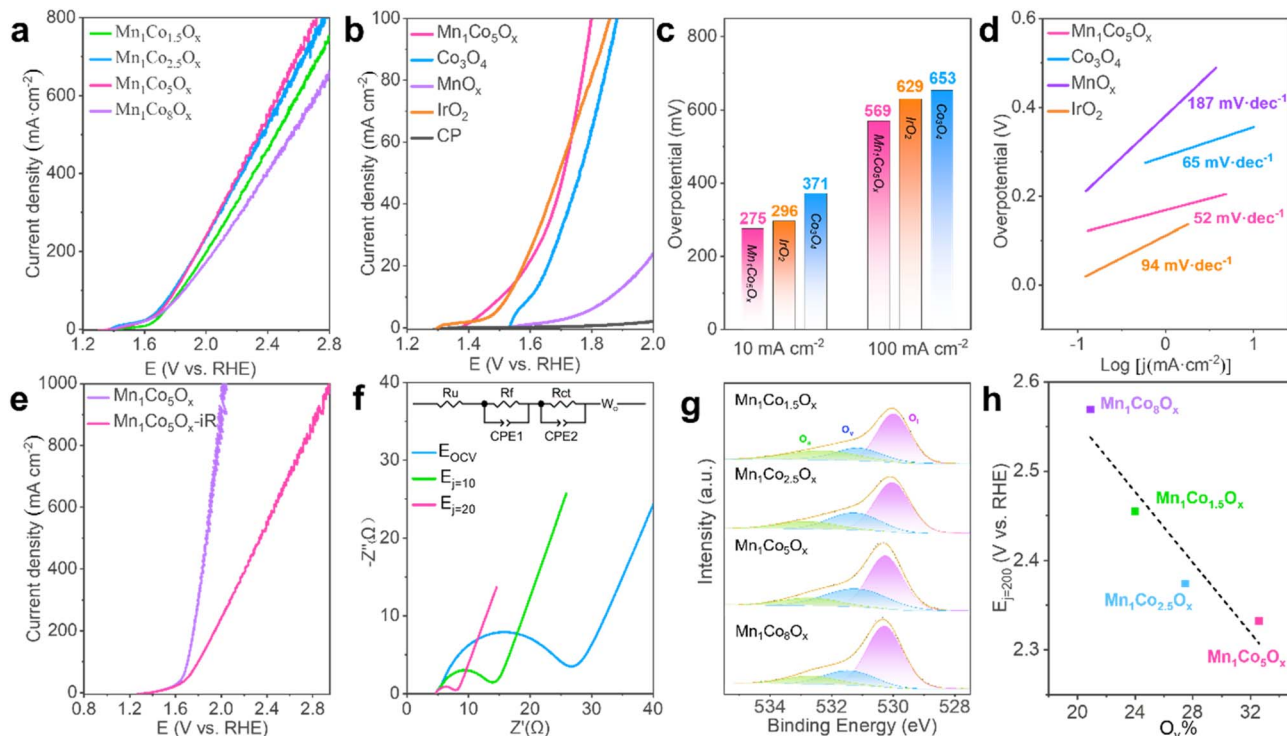 a
Mn₁Co₁.₅Oₓ
Mn₁Co₂.₅Oₓ
Mn₁Co₅Oₓ
Mn₁Co₈Oₓ
Current density (mA·cm⁻²)
800
600
400
200
0
1.2 1.6 2.0 2.4 2.8
E (V vs. RHE)
b
Mn₁Co₅Oₓ
Co₃O₄
MnOₓ
IrO₂
CP
Current density (mA cm⁻²)
100
80
60
40
20
0
1.2 1.4 1.6 1.8 2.0
E (V vs. RHE)
c
Overpotential (mV)
800
600
400
200
0
275
296
371
569
629
653
Mn₁Co₅Oₓ
IrO₂
Co₃O₄
Mn₁Co₅Oₓ
IrO₂
Co₃O₄
10 mA cm⁻² 100 mA cm⁻²
d
Mn₁Co₅Oₓ
Co₃O₄
MnOₓ
IrO₂
Overpotential (V)
0.6
0.4
0.2
0.0
187 mV·dec⁻¹
65 mV·dec⁻¹
52 mV·dec⁻¹
94 mV·dec⁻¹
-1 0 1
Log [j(mA·cm⁻²)]
e
Mn₁Co₅Oₓ
Mn₁Co₅Oₓ-iR
Current density (mA cm⁻²)
1000
800
600
400
200
0
0.8 1.2 1.6 2.0 2.4 2.8
E (V vs. RHE)
f
Ru
Rf
Rct
Wₒ
CPE1
CPE2
E_OCV
E_j=10
E_j=20
-Z''(Ω)
40
30
20
10
0
0 10 20 30 40
Z'(Ω)
g
Mn₁Co₁.₅Oₓ
Oₐ
Oᵥ
Oₗ
Mn₁Co₂.₅Oₓ
Mn₁Co₅Oₓ
Mn₁Co₈Oₓ
Intensity (a.u.)
534 532 530 528
Binding Energy (eV)
h
E_j=200 (V vs. RHE)
2.6
2.5
2.4
2.3
Mn₁Co₈Oₓ
Mn₁Co₁.₅Oₓ
Mn₁Co₂.₅Oₓ
Mn₁Co₅Oₓ
20 24 28 32
Oᵥ%